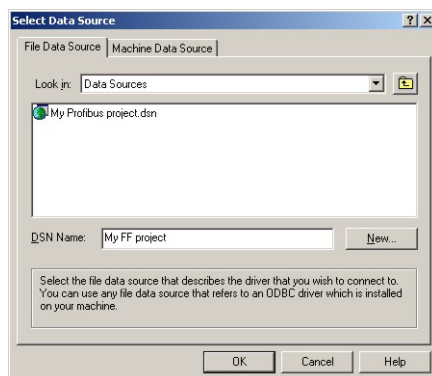 Select Data Source
File Data Source Machine Data Source
Look in: Data Sources
My Profibus project.dsn
DSN Name: My FF project New...
Select the file data source that describes the driver that you wish to connect to.
You can use any file data source that refers to an ODBC driver which is installed
on your machine.
OK Cancel Help